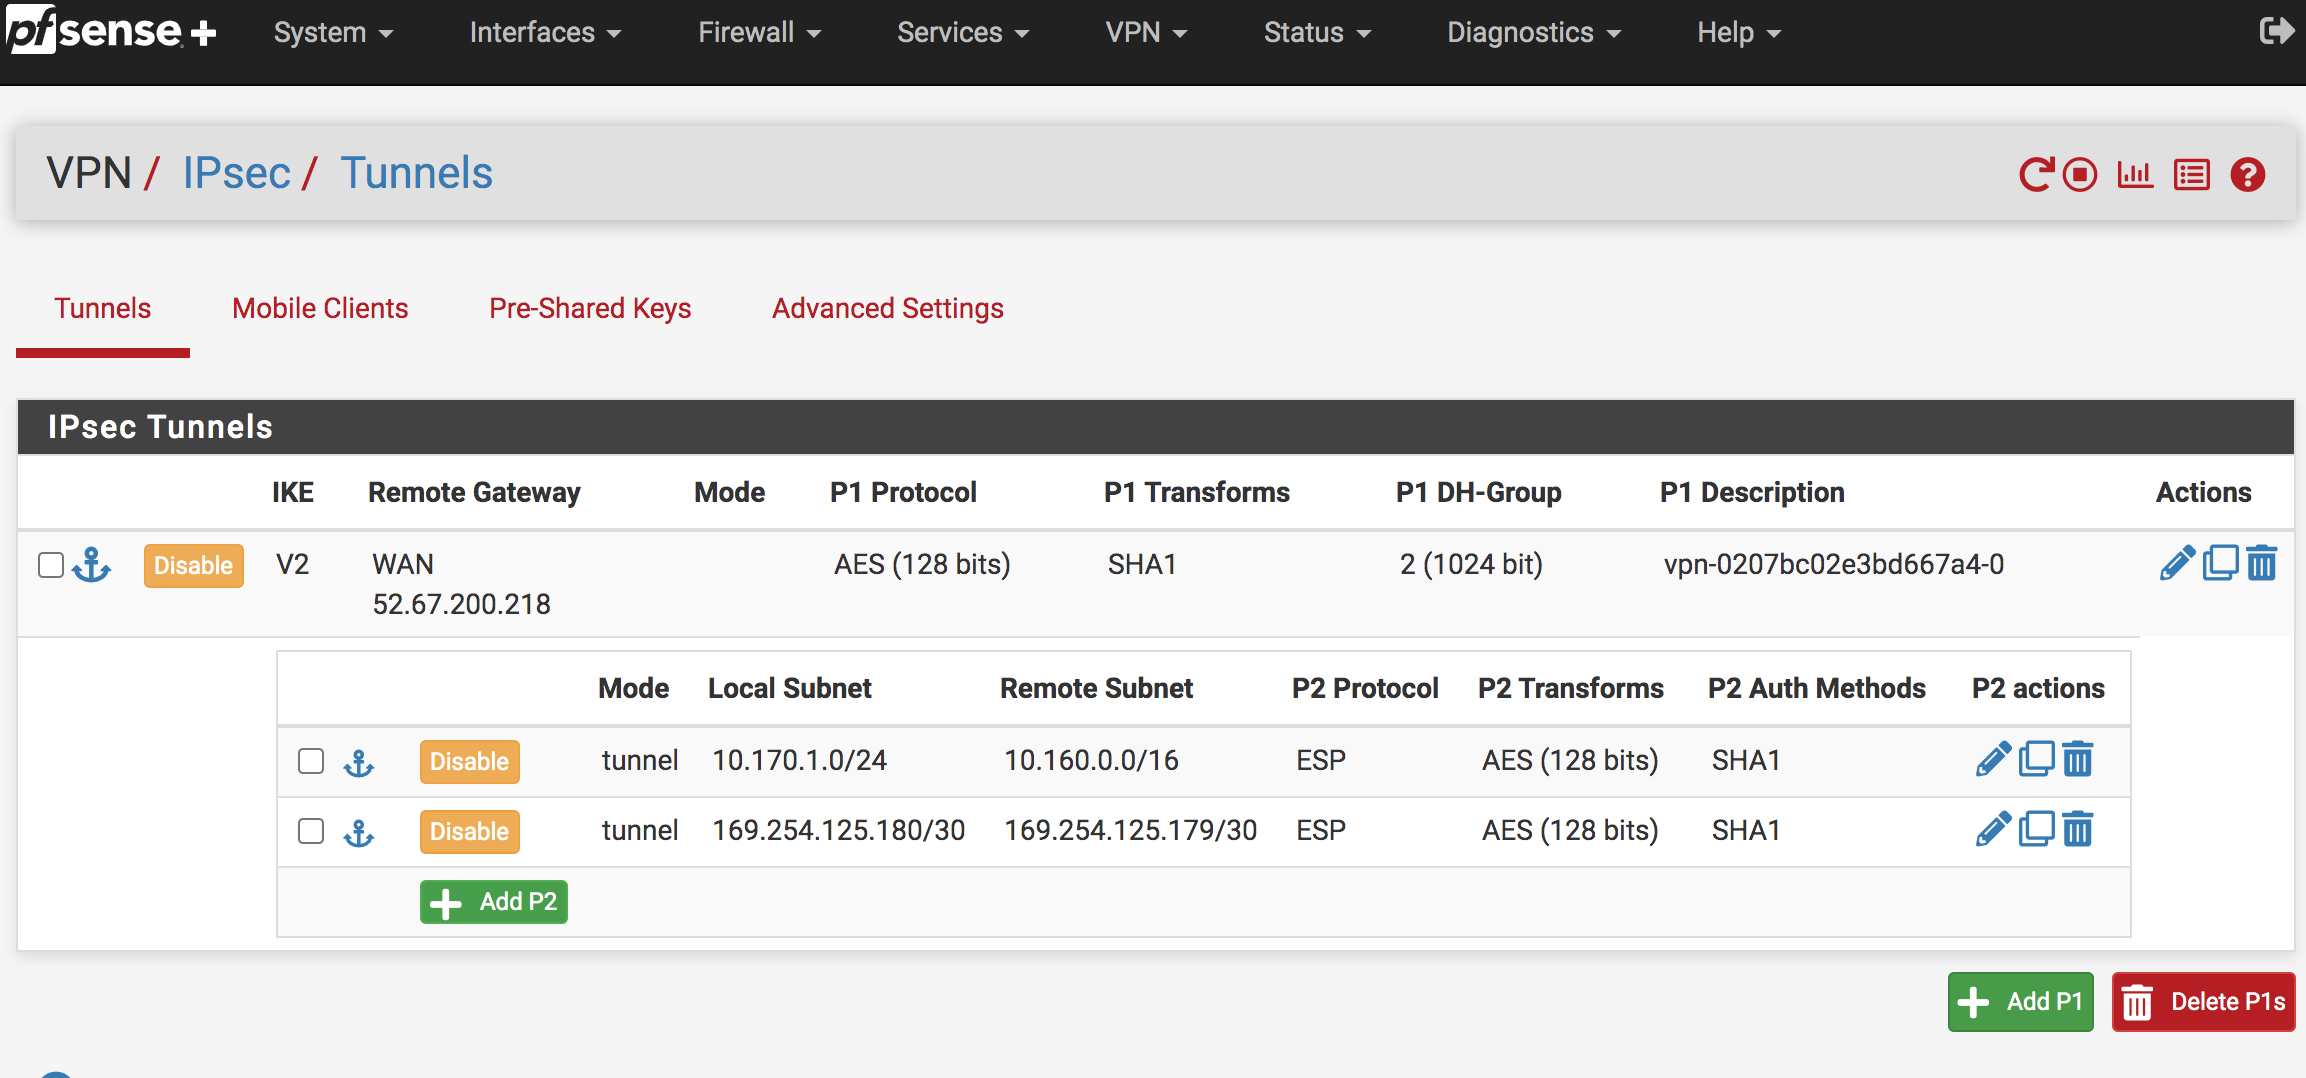 pfsense+ System Interfaces Firewall Services VPN Status Diagnostics Help
VPN / IPsec / Tunnels
Tunnels Mobile Clients Pre-Shared Keys Advanced Settings
IPsec Tunnels
IKE Remote Gateway Mode P1 Protocol P1 Transforms P1 DH-Group P1 Description Actions
Disable V2 WAN AES (128 bits) SHA1 2 (1024 bit) vpn-0207bc02e3bd667a4-0
52.67.200.218
Mode Local Subnet Remote Subnet P2 Protocol P2 Transforms P2 Auth Methods P2 actions
Disable tunnel 10.170.1.0/24 10.160.0.0/16 ESP AES (128 bits) SHA1
Disable tunnel 169.254.125.180/30 169.254.125.179/30 ESP AES (128 bits) SHA1
Add P2
Add P1 Delete P1s